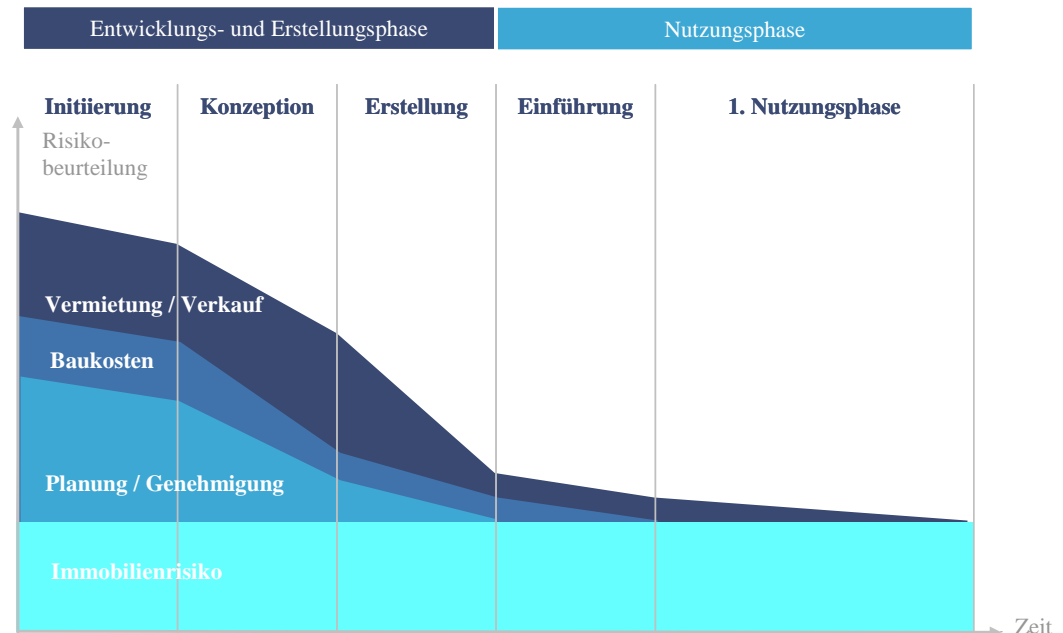 Entwicklungs- und Erstellungsphase
Nutzungsphase
Initiierung
Konzeption
Erstellung
Einführung
1. Nutzungsphase
Risiko-
beurteilung
Vermietung / Verkauf
Baukosten
Planung / Genehmigung
Immobilienrisiko
Zeit